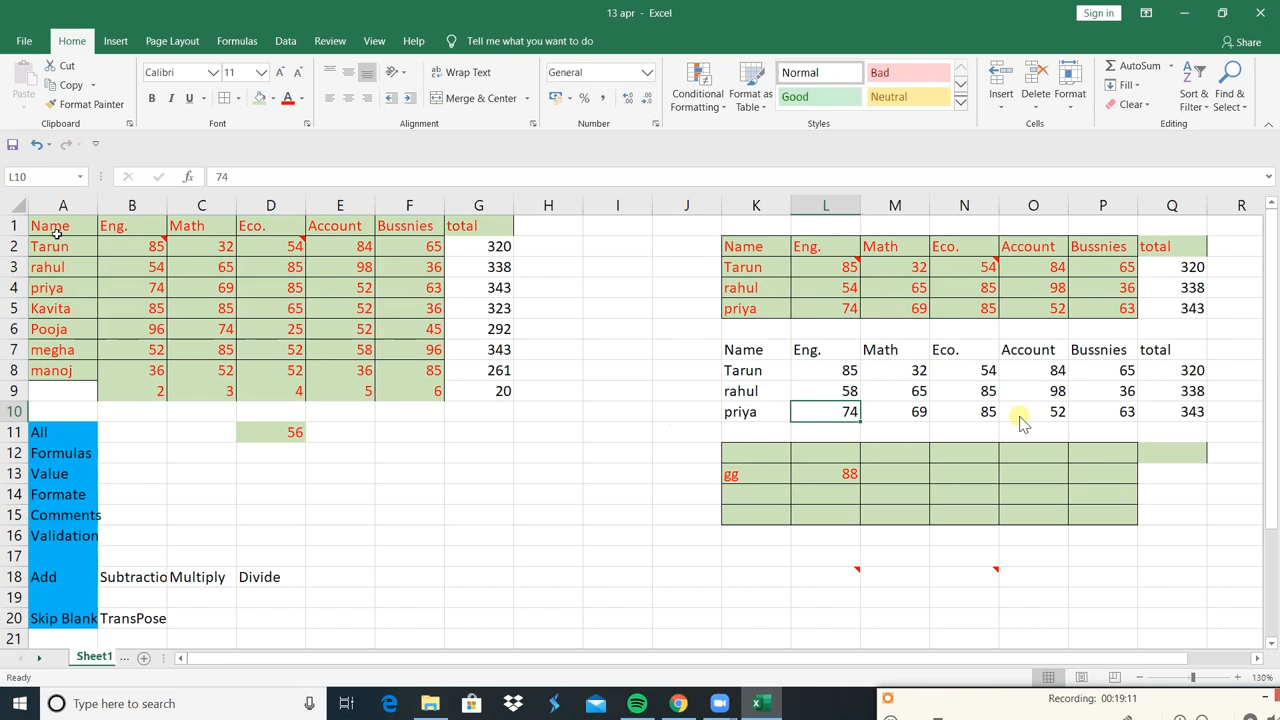 13 apr - Excel
Sign in
File Home Insert Page Layout Formulas Data Review View Help Tell me what you want to do Share
Paste Cut Copy Format Painter Clipboard
Calibri 11 B I U A Font
Wrap Text Merge & Center Alignment
General % , Number
Conditional Formatting Format as Table Normal Bad Good Neutral Styles
Insert Delete Format Cells
AutoSum Fill Clear Sort & Filter Find & Select Editing
L10 fx 74
A B C D E F G H I J K L M N O P Q R
1 Name Eng. Math Eco. Account Bussnies total
2 Tarun 85 32 54 84 65 320 Name Eng. Math Eco. Account Bussnies total
3 rahul 54 65 85 98 36 338 Tarun 85 32 54 84 65 320
4 priya 74 69 85 52 63 343 rahul 54 65 85 98 36 338
5 Kavita 85 85 65 52 36 323 priya 74 69 85 52 63 343
6 Pooja 96 74 25 52 45 292
7 megha 52 85 52 58 96 343 Name Eng. Math Eco. Account Bussnies total
8 manoj 36 52 52 36 85 261 Tarun 85 32 54 84 65 320
9 2 3 4 5 6 20 rahul 58 65 85 98 36 338
10 priya 74 69 85 52 63 343
11 All 56
12 Formulas
13 Value gg 88
14 Formate
15 Comments
16 Validation
17
18 Add Subtractio Multiply Divide
19
20 Skip Blank TransPose
21
Sheet1 ...
Ready 130%
Type here to search
Recording: 00:19:11